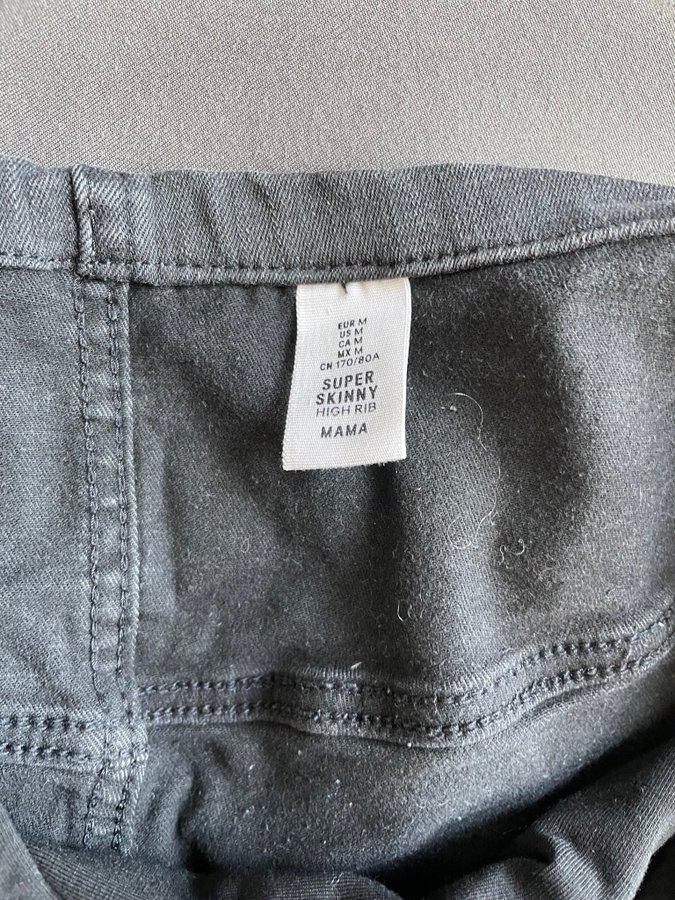 EUR M
US M
CA M
MX M
CN 170/80A
SUPER
SKINNY
HIGH RIB
MAMA